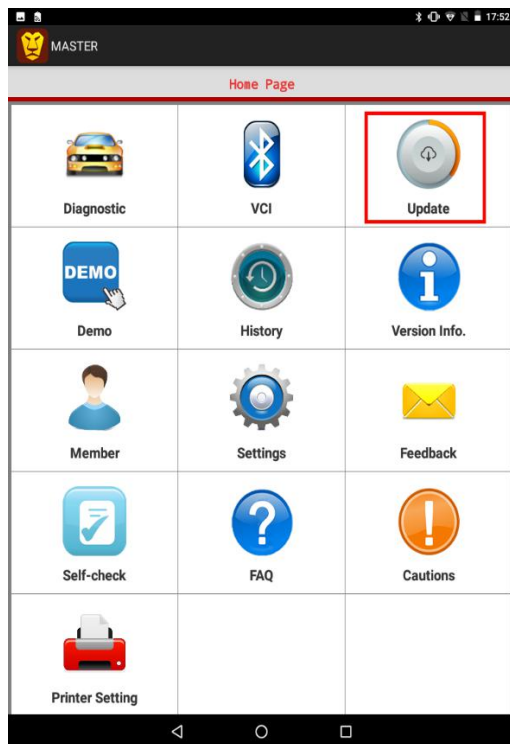 17:52
MASTER
Home Page
Diagnostic
VCI
Update
DEMO
Demo
History
Version Info.
Member
Settings
Feedback
Self-check
FAQ
Cautions
Printer Setting